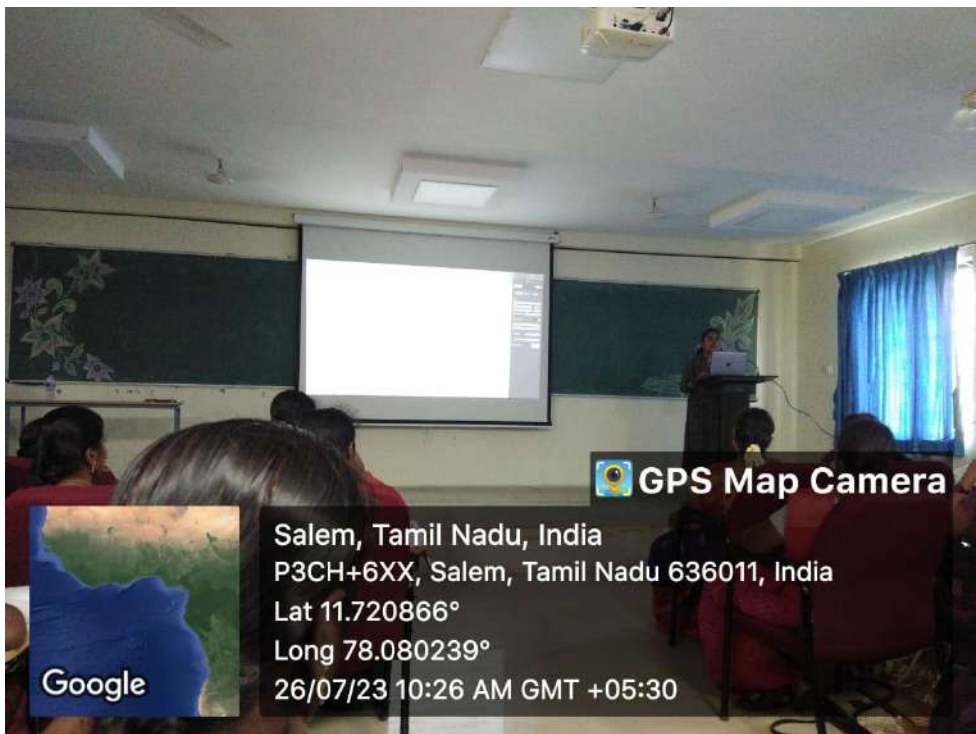 GPS Map Camera
Salem, Tamil Nadu, India
P3CH+6XX, Salem, Tamil Nadu 636011, India
Lat 11.720866°
Long 78.080239°
26/07/23 10:26 AM GMT +05:30
Google